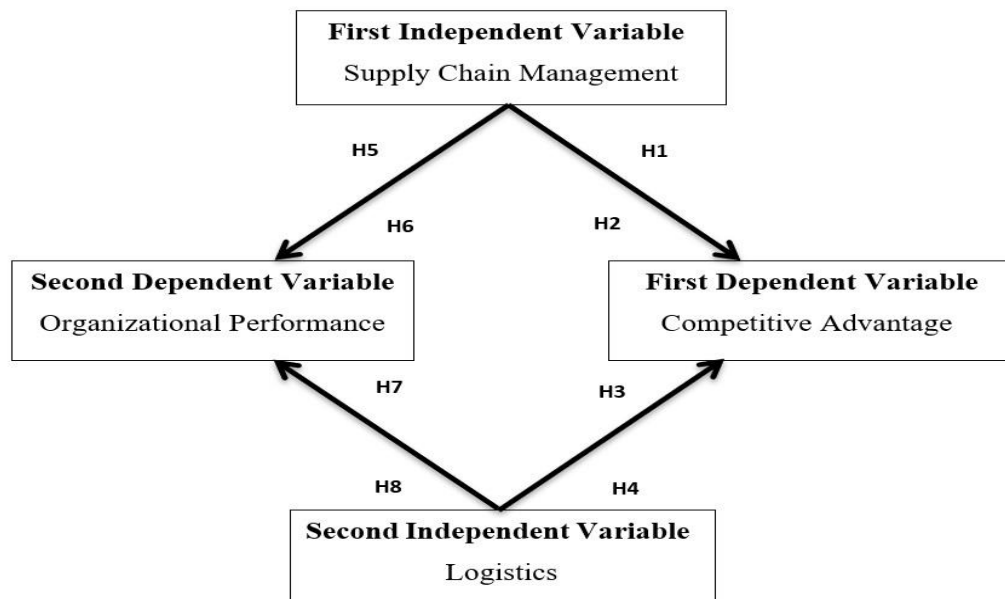 First Independent Variable
Supply Chain Management
H5
H1
H6
H2
Second Dependent Variable
Organizational Performance
First Dependent Variable
Competitive Advantage
H7
H3
H8
H4
Second Independent Variable
Logistics